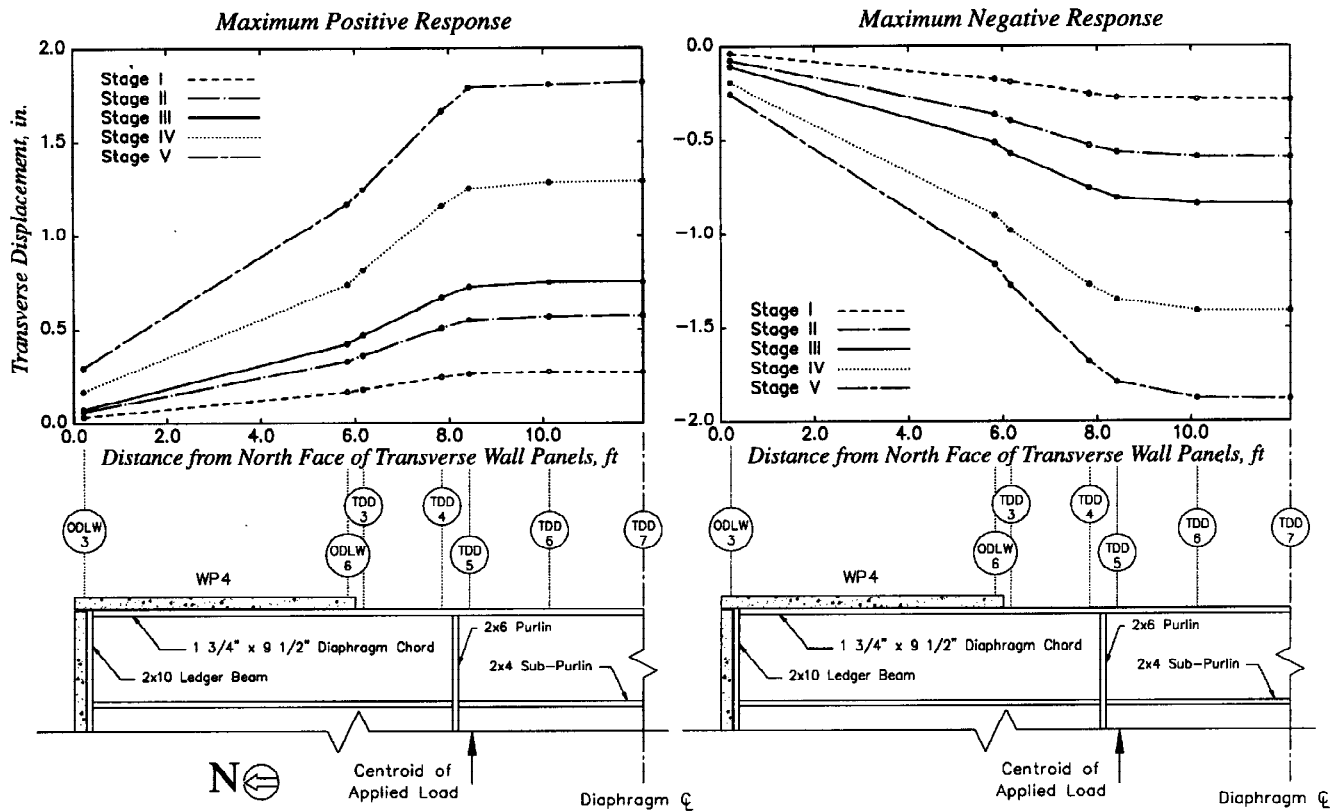 Maximum Positive Response
2.0
1.5
1.0
0.5
0.0
Transverse Displacement, in.
Stage I
Stage II
Stage III
Stage IV
Stage V
0.0 2.0 4.0 6.0 8.0 10.0
Distance from North Face of Transverse Wall Panels, ft
ODLW 3
ODLW 6
TDD 3
TDD 4
TDD 5
TDD 6
TDD 7
WP4
1 3/4" x 9 1/2" Diaphragm Chord
2x10 Ledger Beam
2x6 Purlin
2x4 Sub-Purlin
N
Centroid of
Applied Load
Diaphragm ℄
Maximum Negative Response
0.0
-0.5
-1.0
-1.5
-2.0
Stage I
Stage II
Stage III
Stage IV
Stage V
0.0 2.0 4.0 6.0 8.0 10.0
Distance from North Face of Transverse Wall Panels, ft
ODLW 3
ODLW 6
TDD 3
TDD 4
TDD 5
TDD 6
TDD 7
WP4
1 3/4" x 9 1/2" Diaphragm Chord
2x10 Ledger Beam
2x6 Purlin
2x4 Sub-Purlin
Centroid of
Applied Load
Diaphragm ℄